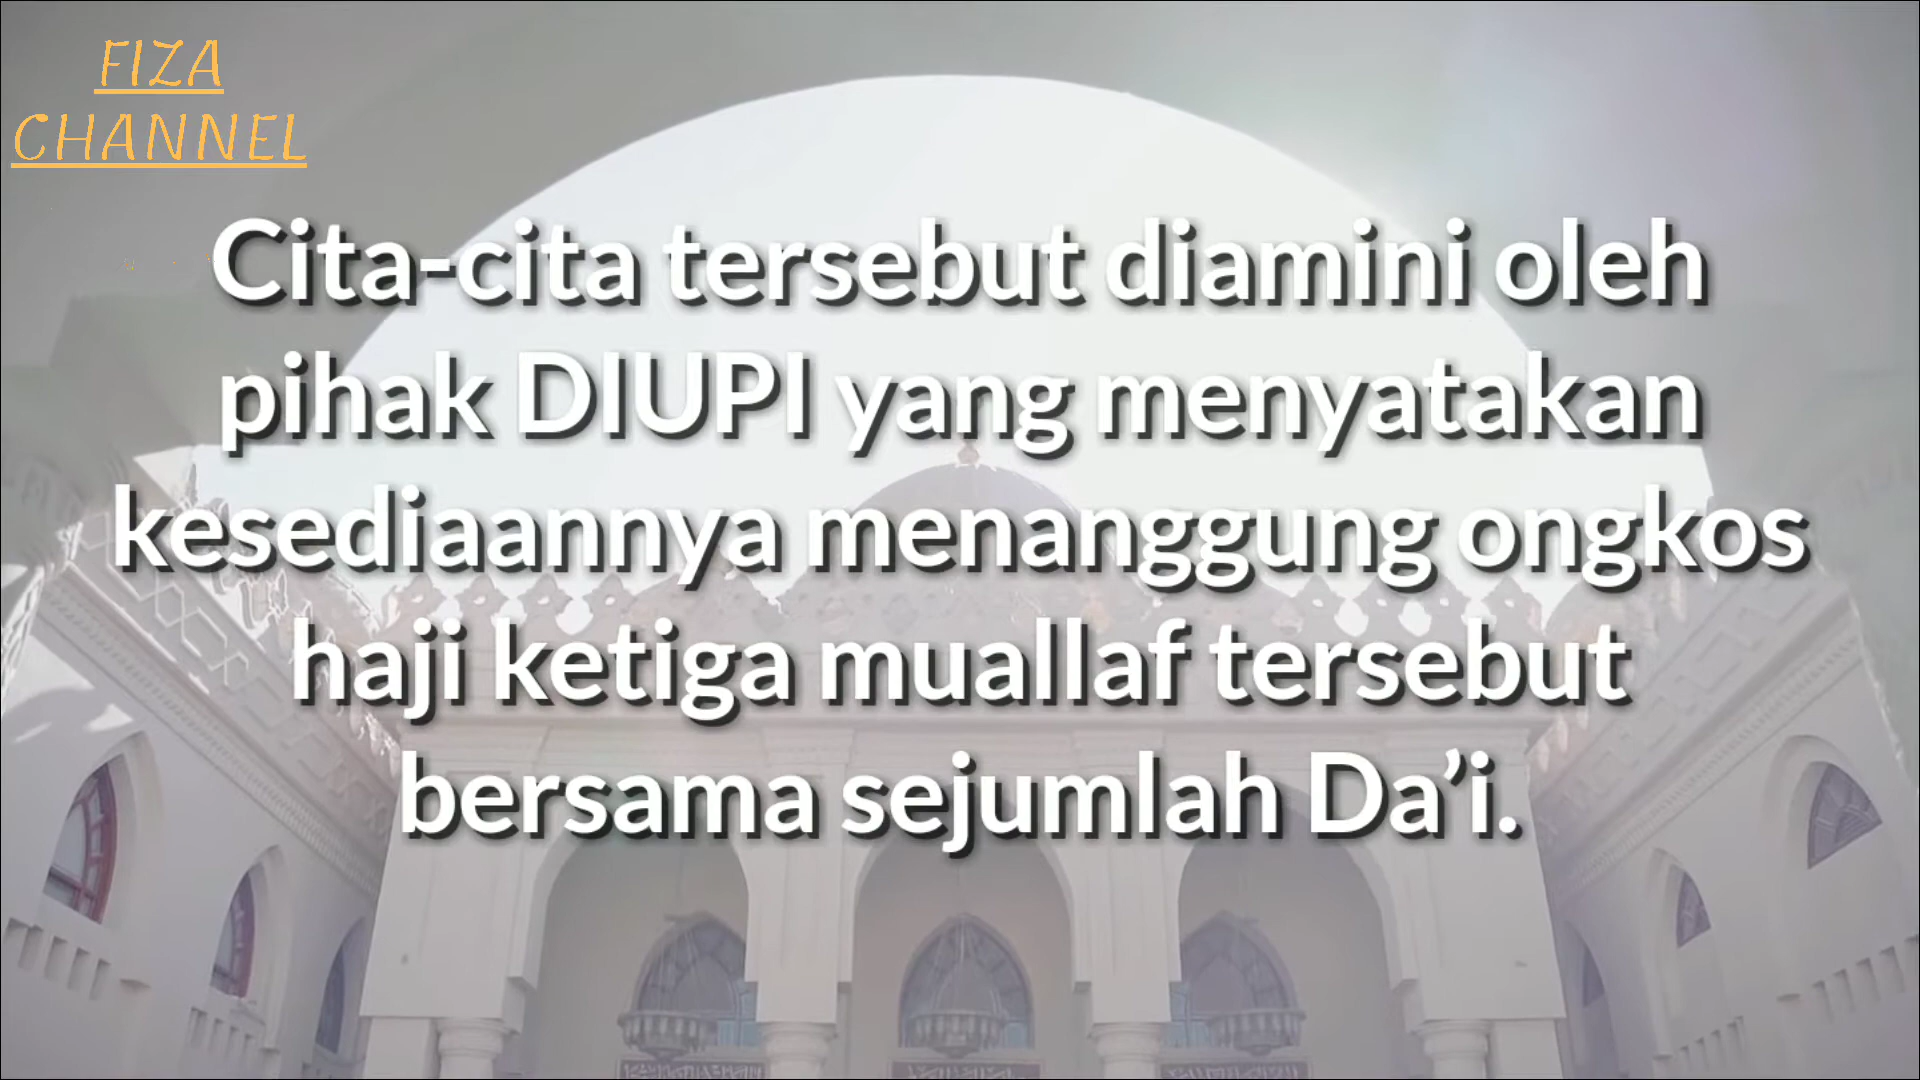 FIZA
CHANNEL
Cita-cita tersebut diamini oleh
pihak DIUPI yang menyatakan
kesediaannya menanggung ongkos
haji ketiga muallaf tersebut
bersama sejumlah Da’i.